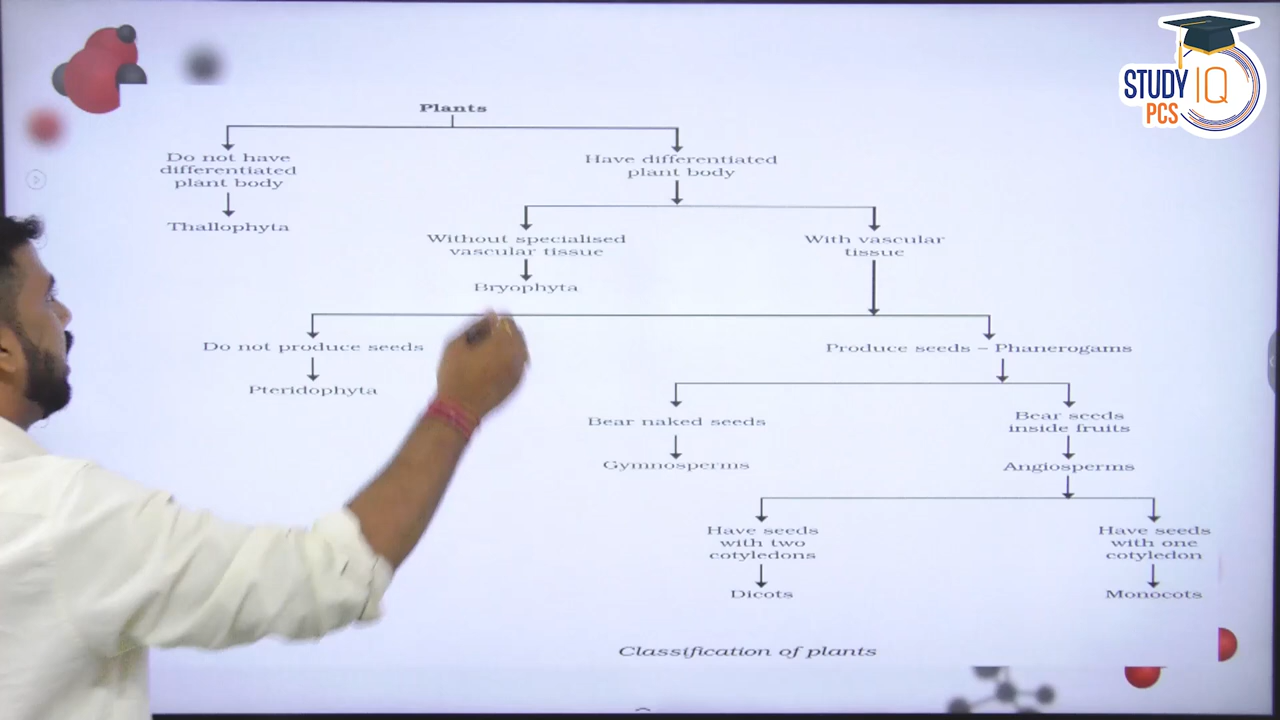 STUDY IQ
PCS
Plants
Do not have
differentiated
plant body
Have differentiated
plant body
Thallophyta
Without specialised
vascular tissue
With vascular
tissue
Bryophyta
Do not produce seeds
Produce seeds – Phanerogams
Pteridophyta
Bear naked seeds
Bear seeds
inside fruits
Gymnosperms
Angiosperms
Have seeds
with two
cotyledons
Have seeds
with one
cotyledon
Dicots
Monocots
Classification of plants